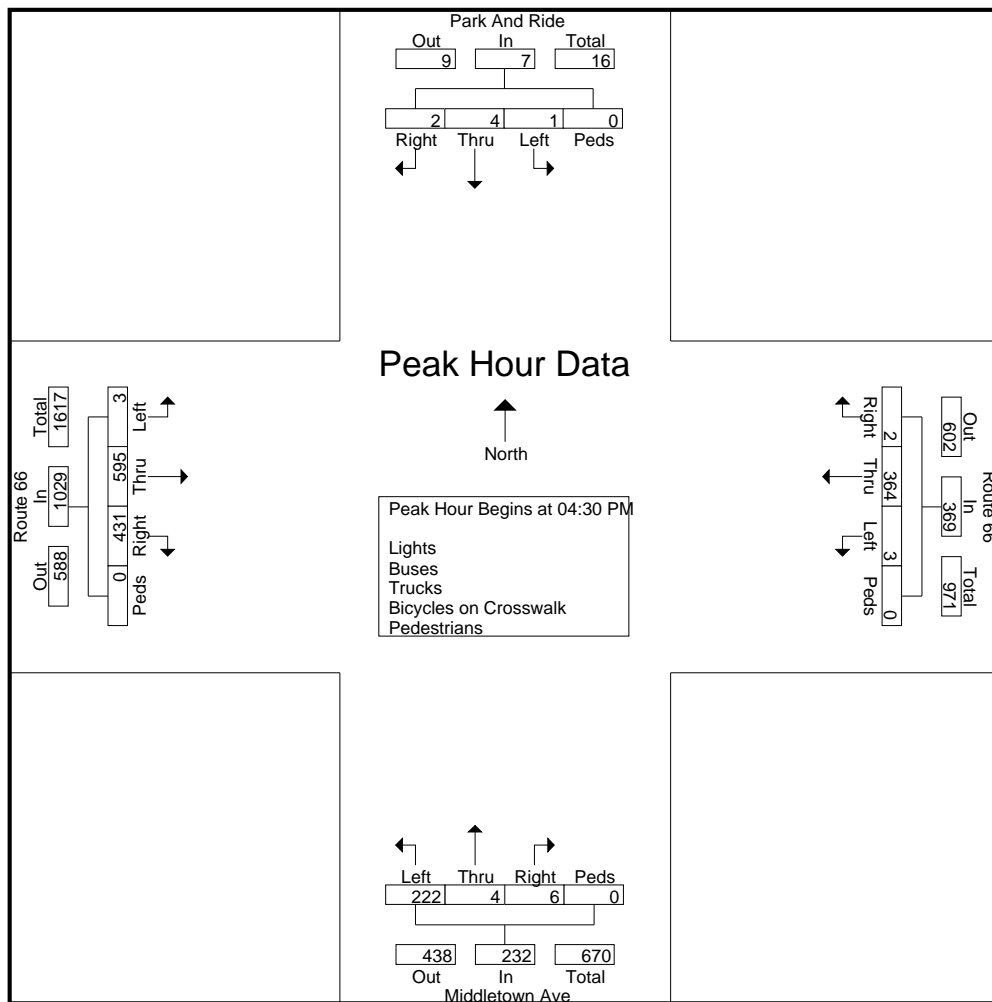 Park And Ride
Out In Total
9 7 16
2 4 1 0
Right Thru Left Peds
Peak Hour Data
North
Peak Hour Begins at 04:30 PM
Lights
Buses
Trucks
Bicycles on Crosswalk
Pedestrians
Route 66
Total In Out
1617 1029 588
3 595 431 0
Left Thru Right Peds
Route 66
Out In Total
602 369 971
2 364 3 0
Right Thru Left Peds
Left Thru Right Peds
222 4 6 0
438 232 670
Out In Total
Middletown Ave